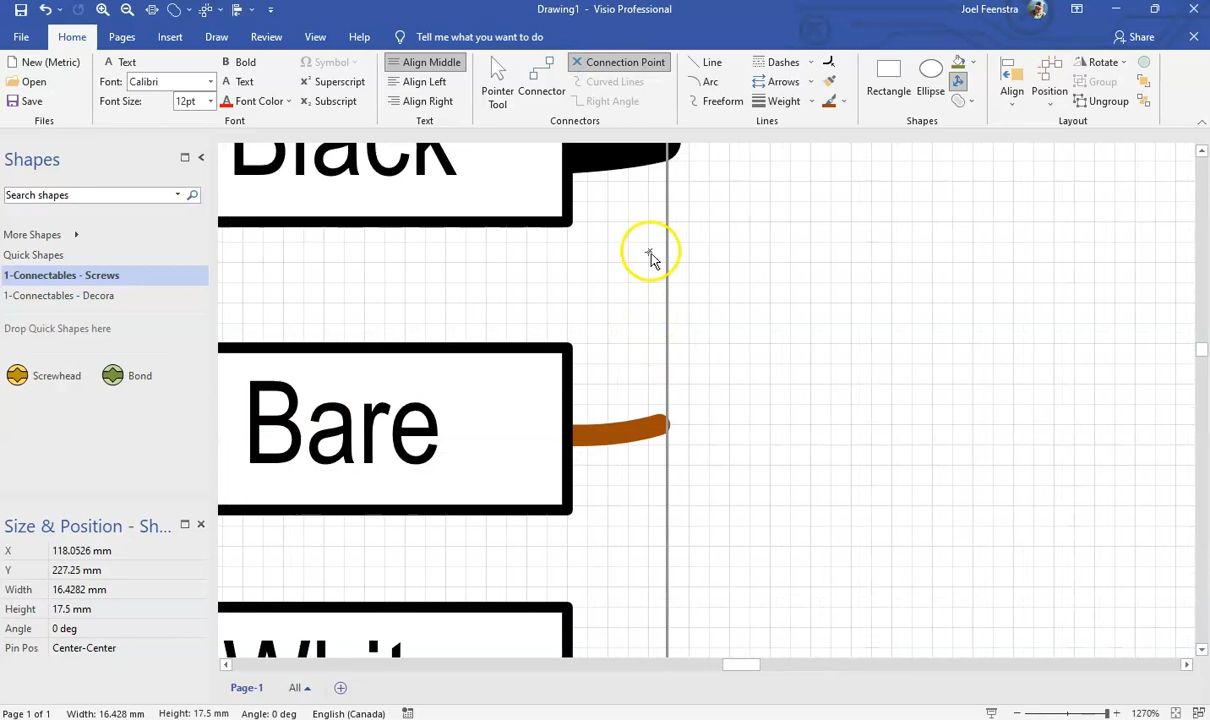 Drawing1 - Visio Professional
Joel Feenstra
File Home Pages Insert Draw Review View Help Tell me what you want to do Share
New (Metric) Text Bold Symbol Align Middle Connection Point Line Dashes Rotate
Open Font: Calibri Text Superscript Align Left Curved Lines Arc Arrows Group
Save Font Size: 12pt Font Color Subscript Align Right Right Angle Freeform Weight Ungroup
Pointer Tool Connector Rectangle Ellipse Align Position
Files Font Text Connectors Lines Shapes Layout
Shapes
Search shapes
More Shapes
Quick Shapes
1-Connectables - Screws
1-Connectables - Decora
Drop Quick Shapes here
Screwhead Bond
Black
Bare
Whit
Size & Position - Sh...
X 118.0526 mm
Y 227.25 mm
Width 16.4282 mm
Height 17.5 mm
Angle 0 deg
Pin Pos Center-Center
Page-1 All
Page 1 of 1 Width: 16.428 mm Height: 17.5 mm Angle: 0 deg English (Canada) 1270%